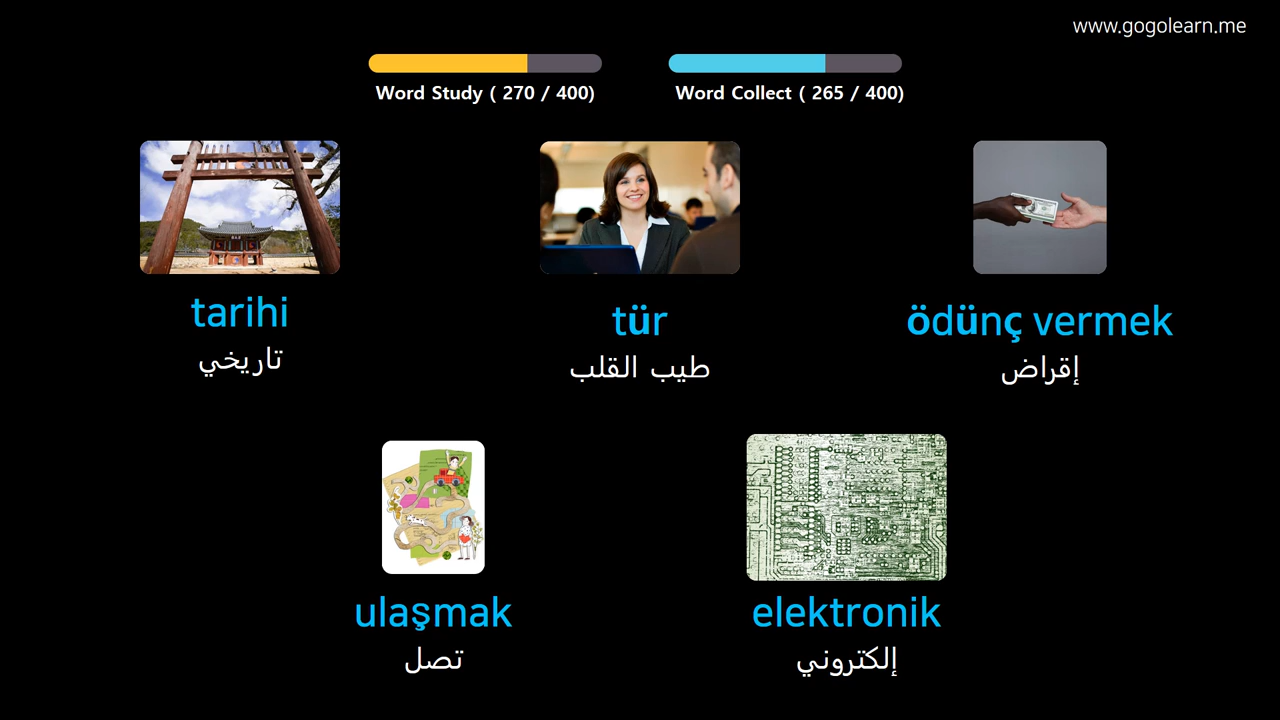 www.gogolearn.me
Word Study ( 270 / 400)
Word Collect ( 265 / 400)
tarihi
تاريخي
tür
طيب القلب
ödünç vermek
إقراض
ulaşmak
تصل
elektronik
إلكتروني